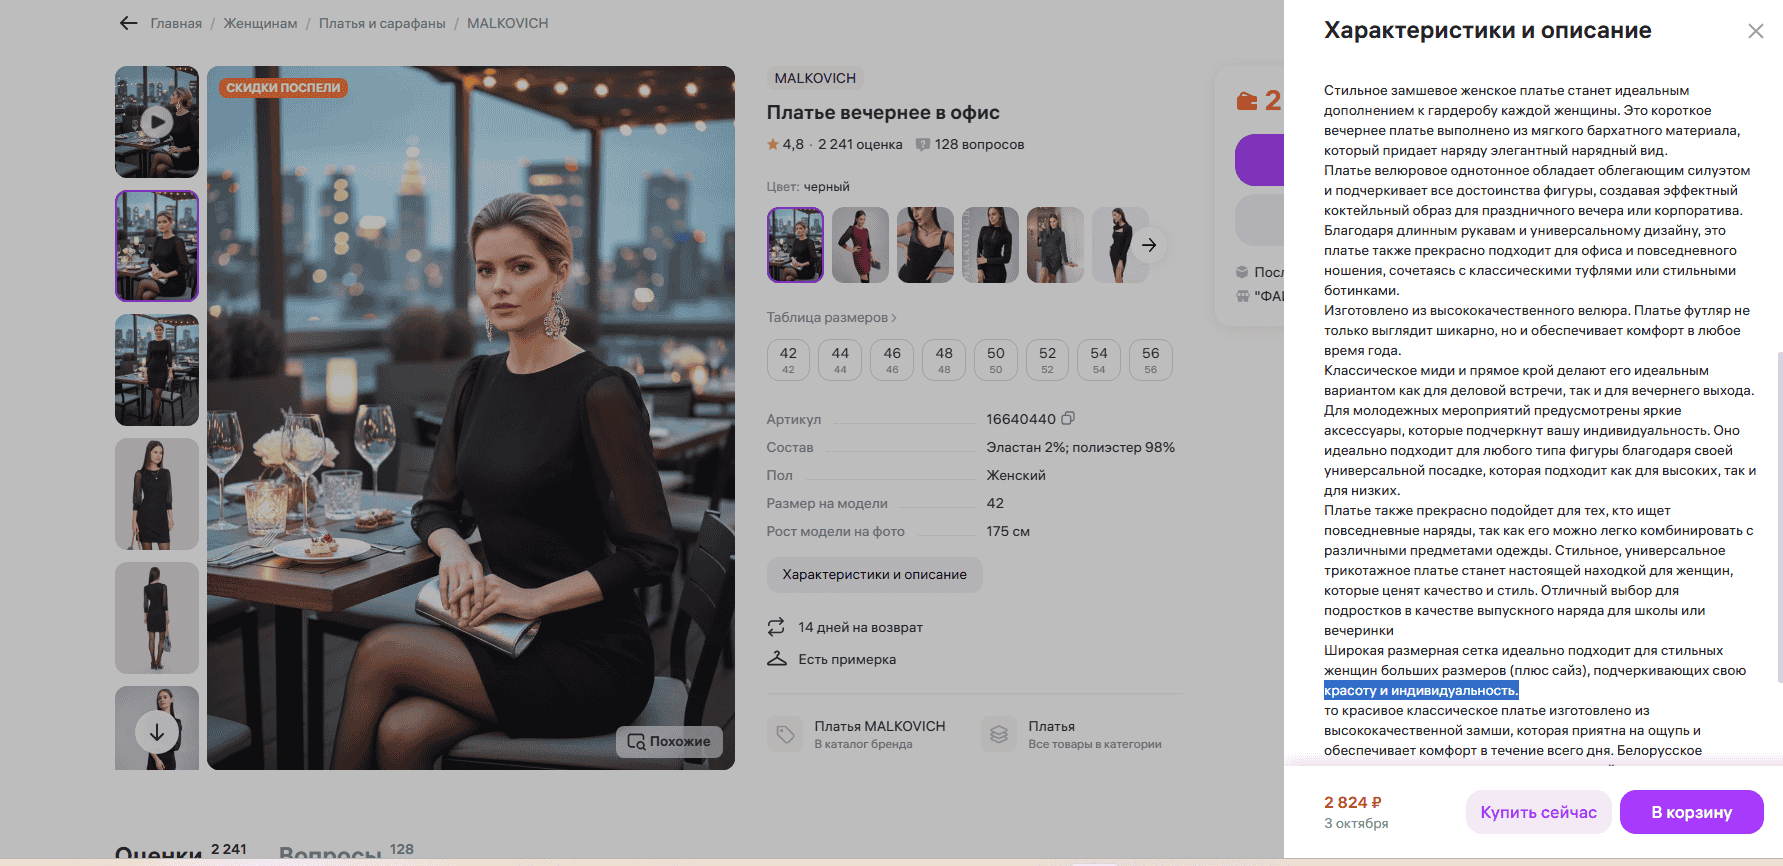 Главная / Женщинам / Платья и сарафаны / MALKOVICH
СКИДКИ ПОСПЕЛИ
Похожие
MALKOVICH
Платье вечернее в офис
4,8 · 2 241 оценка 128 вопросов
Цвет: черный
Таблица размеров
42 44 46 48 50 52 54 56
42 44 46 48 50 52 54 56
Артикул 16640440
Состав Эластан 2%; полиэстер 98%
Пол Женский
Размер на модели 42
Рост модели на фото 175 см
Характеристики и описание
14 дней на возврат
Есть примерка
Платья MALKOVICH
В каталог бренда
Платья
Все товары в категории
Оценки 2 241
Вопросы 128
2
Характеристики и описание
Стильное замшевое женское платье станет идеальным
дополнением к гардеробу каждой женщины. Это короткое
вечернее платье выполнено из мягкого бархатного материала,
который придает наряду элегантный нарядный вид.
Платье велюровое однотонное обладает облегающим силуэтом
и подчеркивает все достоинства фигуры, создавая эффектный
коктейльный образ для праздничного вечера или корпоратива.
Благодаря длинным рукавам и универсальному дизайну, это
платье также прекрасно подходит для офиса и повседневного
ношения, сочетаясь с классическими туфлями или стильными
ботинками.
Изготовлено из высококачественного велюра. Платье футляр не
только выглядит шикарно, но и обеспечивает комфорт в любое
время года.
Классическое миди и прямое крой делают его идеальным
вариантом как для деловой встречи, так и для вечернего выхода.
Для молодежных мероприятий предусмотрены яркие
аксессуары, которые подчеркнут вашу индивидуальность. Оно
идеально подходит для любого типа фигуры благодаря своей
универсальной посадке, которая подходит как для высоких, так и
для низких.
Платье также прекрасно подойдет для тех, кто ищет
повседневные наряды, так как его можно легко комбинировать с
различными предметами одежды. Стильное, универсальное
трикотажное платье станет настоящей находкой для женщин,
которые ценят качество и стиль. Отличный выбор для
подростков в качестве выпускного наряда для школы или
вечеринки
Широкая размерная сетка идеально подходит для стильных
женщин больших размеров (плюс сайз), подчеркивающих свою
красоту и индивидуальность.
то красивое классическое платье изготовлено из
высококачественной замши, которая приятна на ощупь и
обеспечивает комфорт в течение всего дня. Белорусское
2 824 ₽
3 октября
Купить сейчас
В корзину